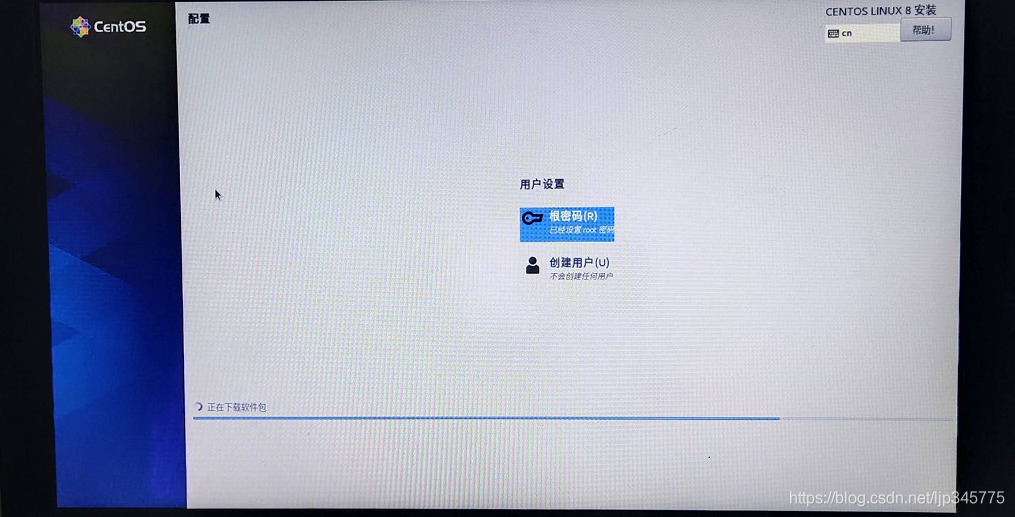 CentOS
配置
CENTOS LINUX 8 安装
cn
帮助!
用户设置
根密码(R)
已经设置 root 密码
创建用户(U)
不会创建任何用户
正在下载软件包
https://blog.csdn.net/ljp345775